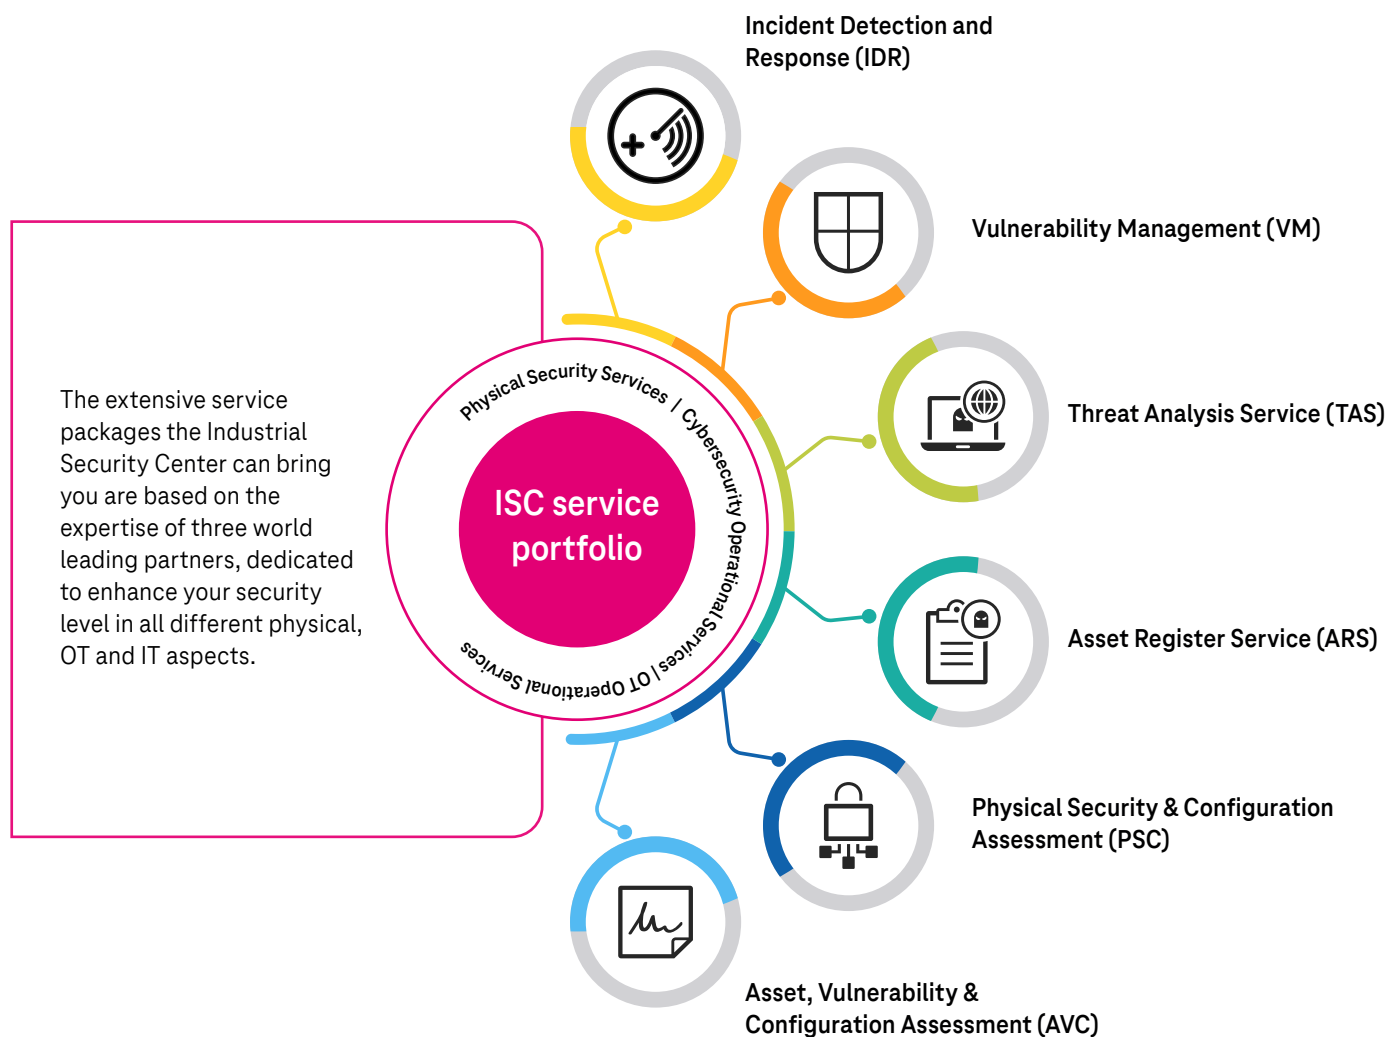 The extensive service
packages the Industrial
Security Center can bring
you are based on the
expertise of three world
leading partners, dedicated
to enhance your security
level in all different physical,
OT and IT aspects.
Physical Security Services | Cybersecurity Operational Services | OT Operational Services
ISC service
portfolio
Incident Detection and
Response (IDR)
Vulnerability Management (VM)
Threat Analysis Service (TAS)
Asset Register Service (ARS)
Physical Security & Configuration
Assessment (PSC)
Asset, Vulnerability &
Configuration Assessment (AVC)